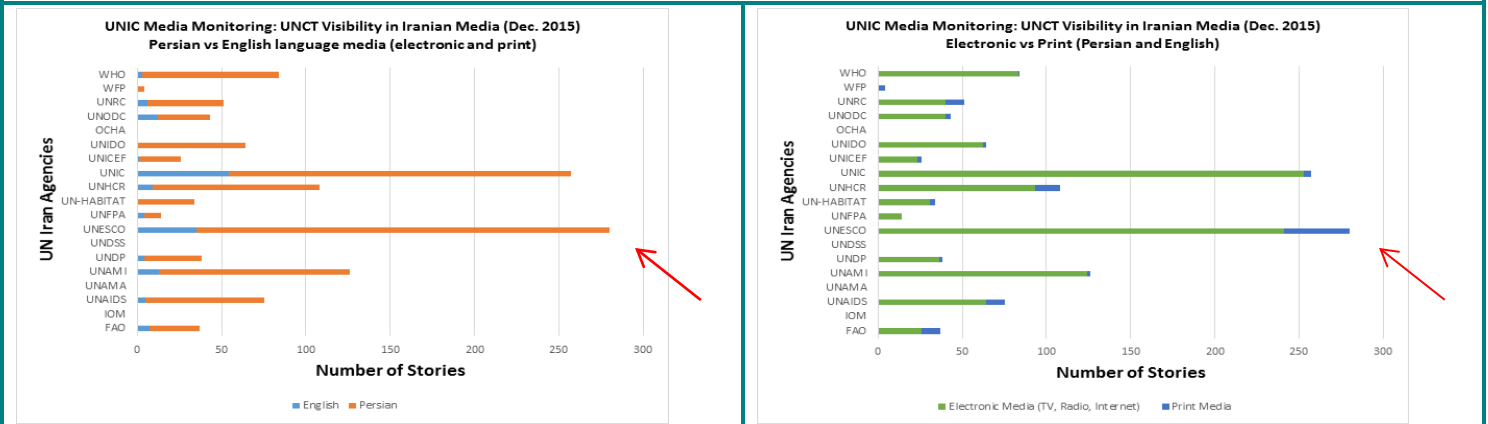 UNIC Media Monitoring: UNCT Visibility in Iranian Media (Dec. 2015)
Persian vs English language media (electronic and print)
UN Iran Agencies
WHO
WFP
UNRC
UNODC
OCHA
UNIDO
UNICEF
UNIC
UNHCR
UN-HABITAT
UNFPA
UNESCO
UNDSS
UNDP
UNAMI
UNAMA
UNAIDS
IOM
FAO
0 50 100 150 200 250 300
Number of Stories
English Persian
UNIC Media Monitoring: UNCT Visibility in Iranian Media (Dec. 2015)
Electronic vs Print (Persian and English)
UN Iran Agencies
WHO
WFP
UNRC
UNODC
OCHA
UNIDO
UNICEF
UNIC
UNHCR
UN-HABITAT
UNFPA
UNESCO
UNDSS
UNDP
UNAMI
UNAMA
UNAIDS
IOM
FAO
0 50 100 150 200 250 300
Number of Stories
Electronic Media (TV, Radio, Internet) Print Media